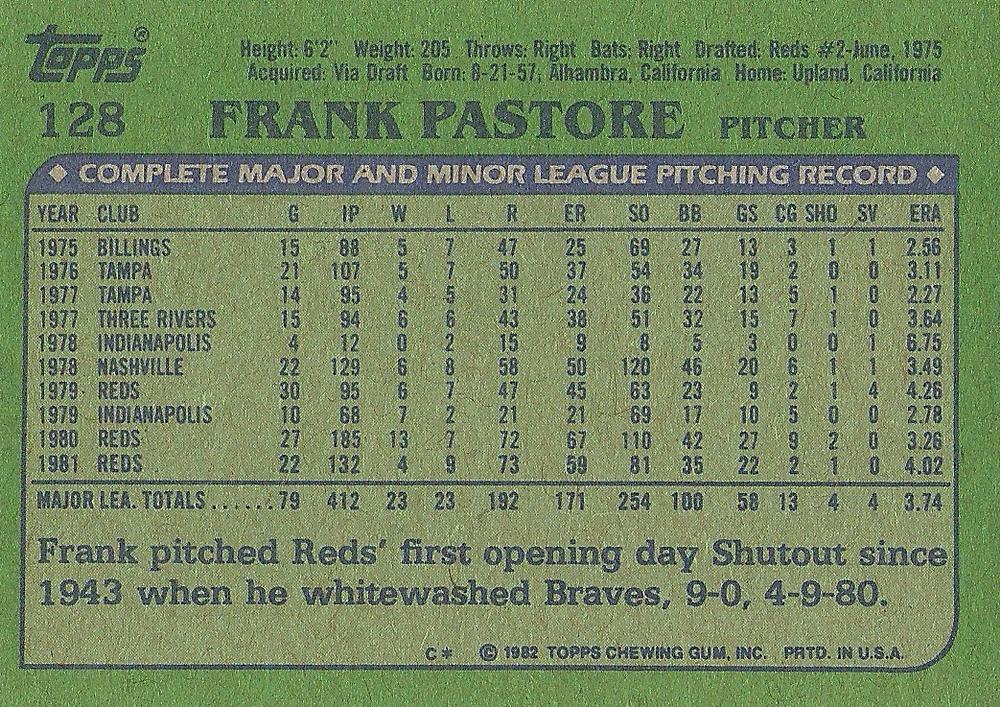 topps®
Height: 6'2" Weight: 205 Throws: Right Bats: Right Drafted: Reds #2-June, 1975
Acquired: Via Draft Born: 8-21-57, Alhambra, California Home: Upland, California
128 FRANK PASTORE PITCHER
◆ COMPLETE MAJOR AND MINOR LEAGUE PITCHING RECORD ◆
YEAR CLUB G IP W L R ER SO BB GS CG SHO SV ERA
1975 BILLINGS 15 88 5 7 47 25 69 27 13 3 1 1 2.56
1976 TAMPA 21 107 5 7 50 37 54 34 19 2 0 0 3.11
1977 TAMPA 14 95 4 5 31 24 36 22 13 5 1 0 2.27
1977 THREE RIVERS 15 94 6 6 43 38 51 32 15 7 1 0 3.64
1978 INDIANAPOLIS 4 12 0 2 15 9 8 5 3 0 0 1 6.75
1978 NASHVILLE 22 129 6 8 58 50 120 46 20 6 1 1 3.49
1979 REDS 30 95 6 7 47 45 63 23 9 2 1 4 4.26
1979 INDIANAPOLIS 10 68 7 2 21 21 69 17 10 5 0 0 2.78
1980 REDS 27 185 13 7 72 67 110 42 27 9 2 0 3.26
1981 REDS 22 132 4 9 73 59 81 35 22 2 1 0 4.02
MAJOR LEA. TOTALS ......79 412 23 23 192 171 254 100 58 13 4 4 3.74
Frank pitched Reds' first opening day Shutout since
1943 when he whitewashed Braves, 9-0, 4-9-80.
C* © 1982 TOPPS CHEWING GUM, INC. PRTD. IN U.S.A.